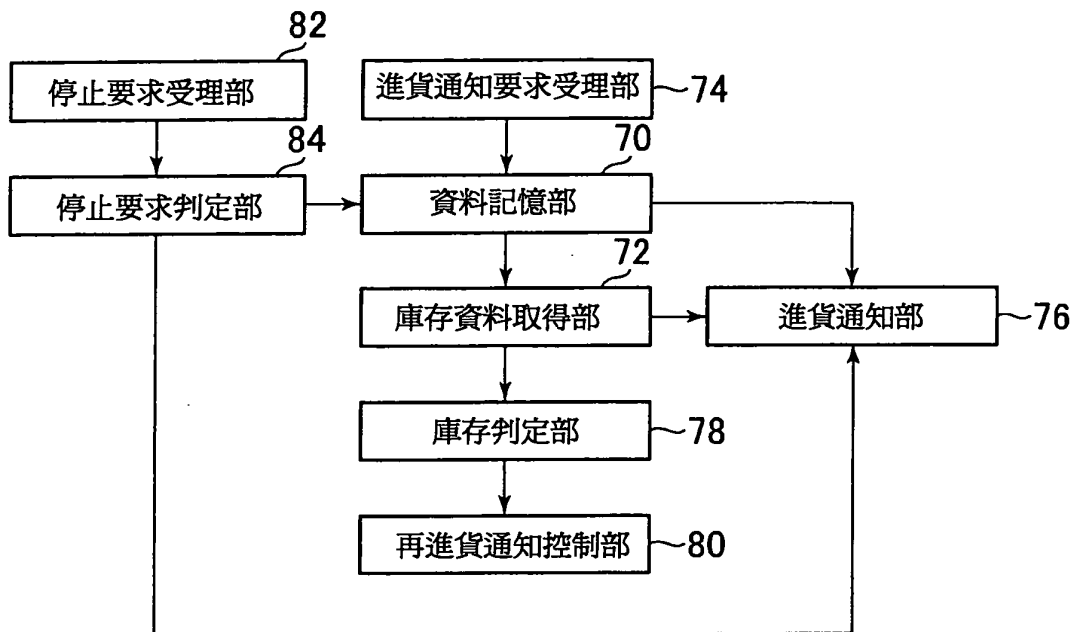 82
停止要求受理部
進貨通知要求受理部
74
84
停止要求判定部
70
資料記憶部
72
庫存資料取得部
進貨通知部
76
庫存判定部
78
再進貨通知控制部
80